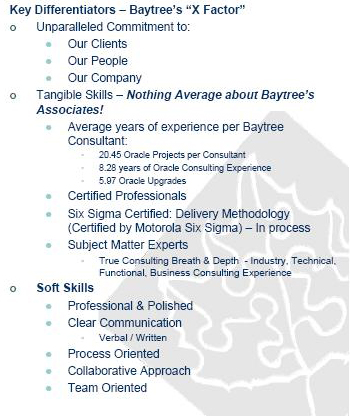 Key Differentiators – Baytree's "X Factor"
o Unparalleled Commitment to:
• Our Clients
• Our People
• Our Company
o Tangible Skills – Nothing Average about Baytree's
Associates!
• Average years of experience per Baytree
Consultant:
- 20.45 Oracle Projects per Consultant
- 8.28 years of Oracle Consulting Experience
- 5.97 Oracle Upgrades
• Certified Professionals
• Six Sigma Certified: Delivery Methodology
(Certified by Motorola Six Sigma) – In process
• Subject Matter Experts
- True Consulting Breath & Depth - Industry, Technical,
Functional, Business Consulting Experience
o Soft Skills
• Professional & Polished
• Clear Communication
- Verbal / Written
• Process Oriented
• Collaborative Approach
• Team Oriented